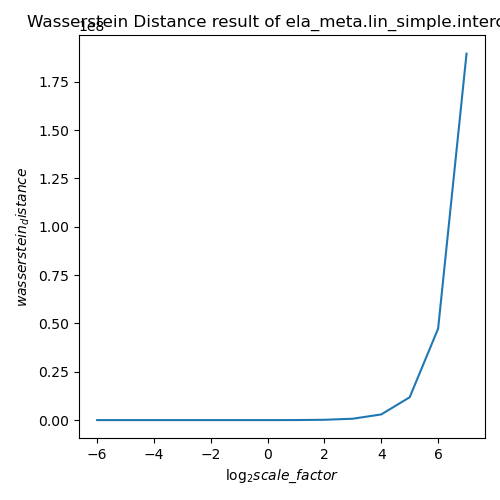 Wasserstein Distance result of ela_meta.lin_simple.interc
1e8
1.75
1.50
1.25
1.00
0.75
0.50
0.25
0.00
wasserstein_distance
−6 −4 −2 0 2 4 6
log₂scale_factor